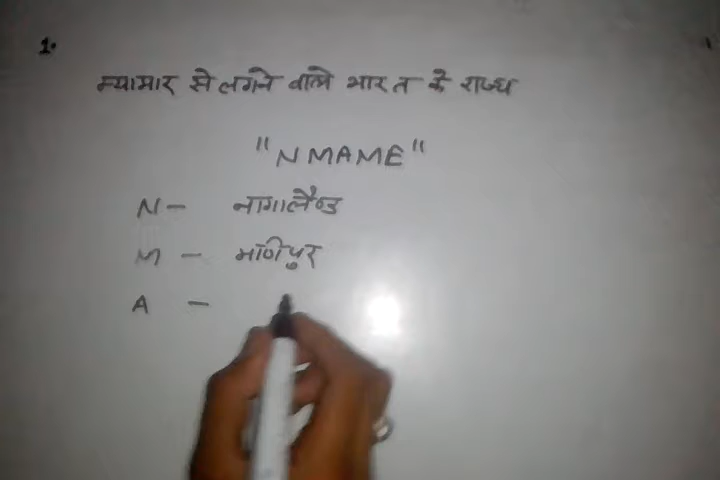 1.
म्यामार से लगने वाले भारत के राज्य
"NMAME"
N- नागालैण्ड
M - मणिपुर
A -